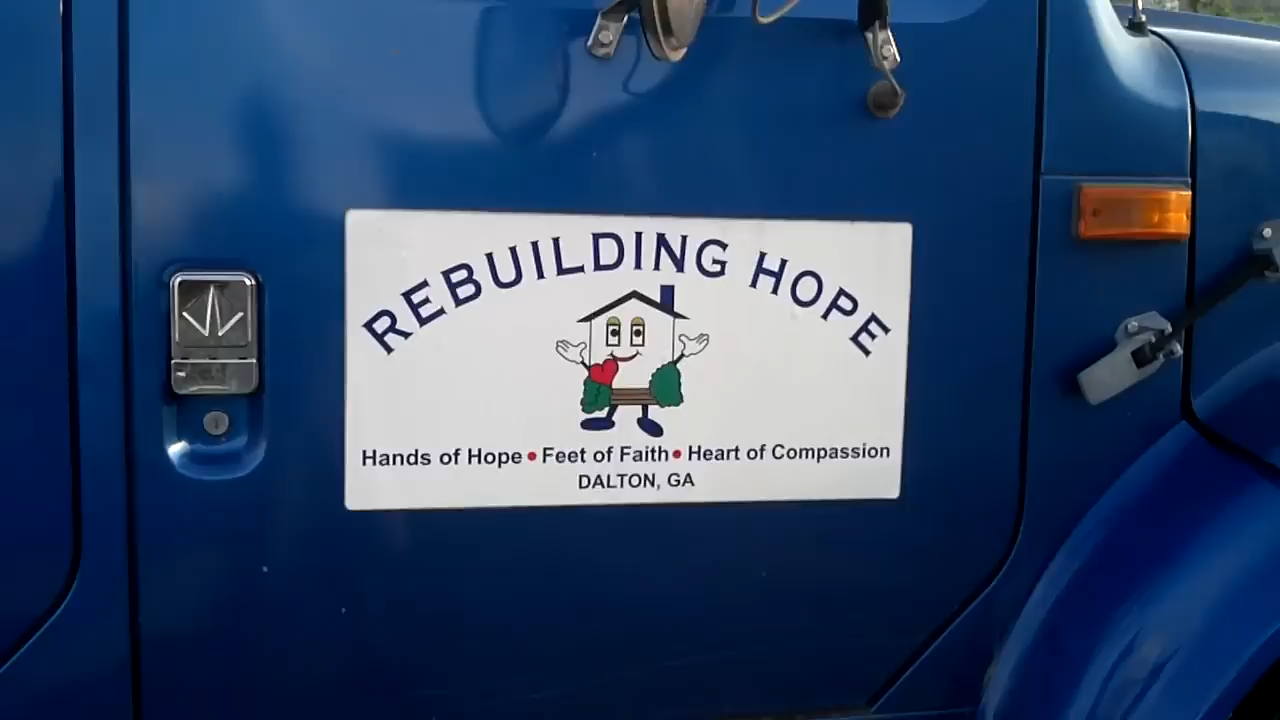 REBUILDING HOPE
Hands of Hope • Feet of Faith • Heart of Compassion
DALTON, GA